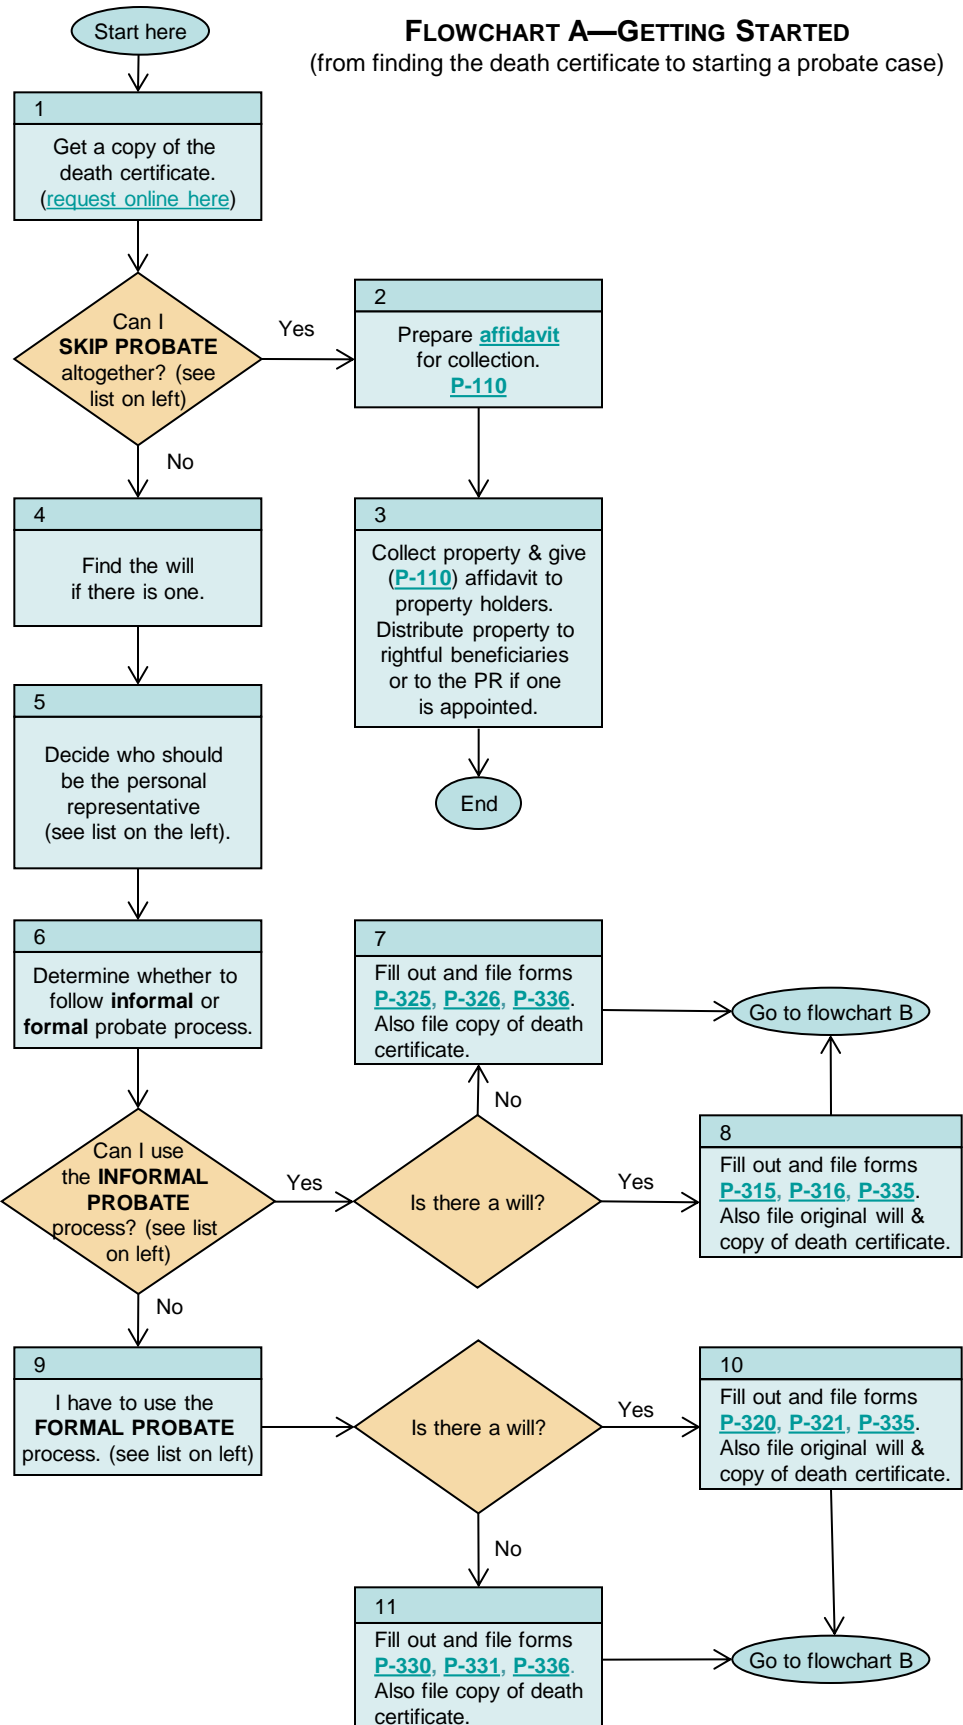 Start here
FLOWCHART A—GETTING STARTED
(from finding the death certificate to starting a probate case)
1
Get a copy of the
death certificate.
(request online here)
Can I
SKIP PROBATE
altogether? (see
list on left)
Yes
2
Prepare affidavit
for collection.
P-110
No
3
Collect property & give
(P-110) affidavit to
property holders.
Distribute property to
rightful beneficiaries
or to the PR if one
is appointed.
End
4
Find the will
if there is one.
5
Decide who should
be the personal
representative
(see list on the left).
6
Determine whether to
follow informal or
formal probate process.
Can I use
the INFORMAL
PROBATE
process? (see list
on left)
Yes
Is there a will?
No
7
Fill out and file forms
P-325, P-326, P-336.
Also file copy of death
certificate.
Go to flowchart B
Yes
8
Fill out and file forms
P-315, P-316, P-335.
Also file original will &
copy of death certificate.
No
9
I have to use the
FORMAL PROBATE
process. (see list on left)
Is there a will?
Yes
10
Fill out and file forms
P-320, P-321, P-335.
Also file original will &
copy of death certificate.
No
11
Fill out and file forms
P-330, P-331, P-336.
Also file copy of death
certificate.
Go to flowchart B